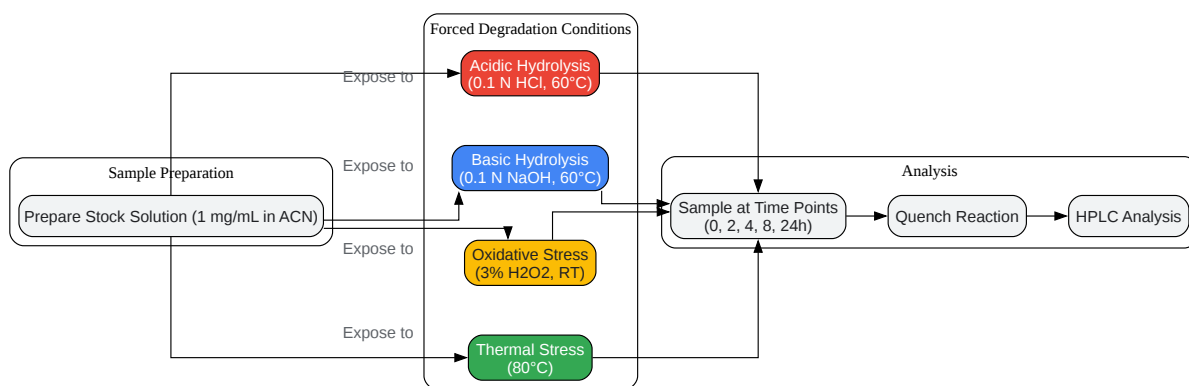 Forced Degradation Conditions
Acidic Hydrolysis
(0.1 N HCl, 60°C)
Expose to
Sample Preparation
Prepare Stock Solution (1 mg/mL in ACN)
Expose to
Basic Hydrolysis
(0.1 N NaOH, 60°C)
Expose to
Oxidative Stress
(3% H2O2, RT)
Expose to
Thermal Stress
(80°C)
Analysis
Sample at Time Points
(0, 2, 4, 8, 24h)
Quench Reaction
HPLC Analysis